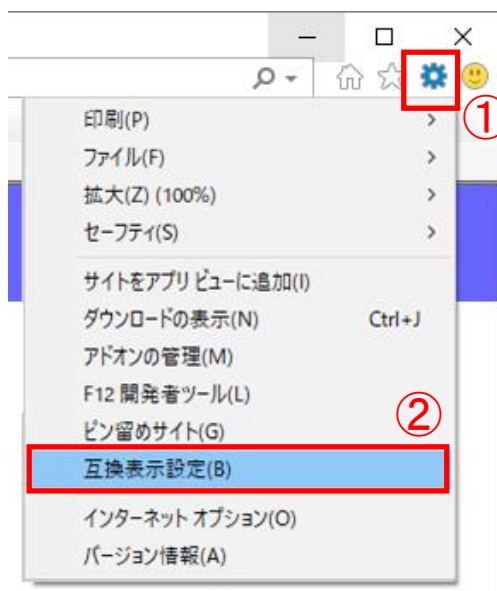 ①
印刷(P)
ファイル(F)
拡大(Z) (100%)
セーフティ(S)
サイトをアプリ ビューに追加(I)
ダウンロードの表示(N) Ctrl+J
アドオンの管理(M)
F12 開発者ツール(L)
②
ピン留めサイト(G)
互換表示設定(B)
インターネット オプション(O)
バージョン情報(A)